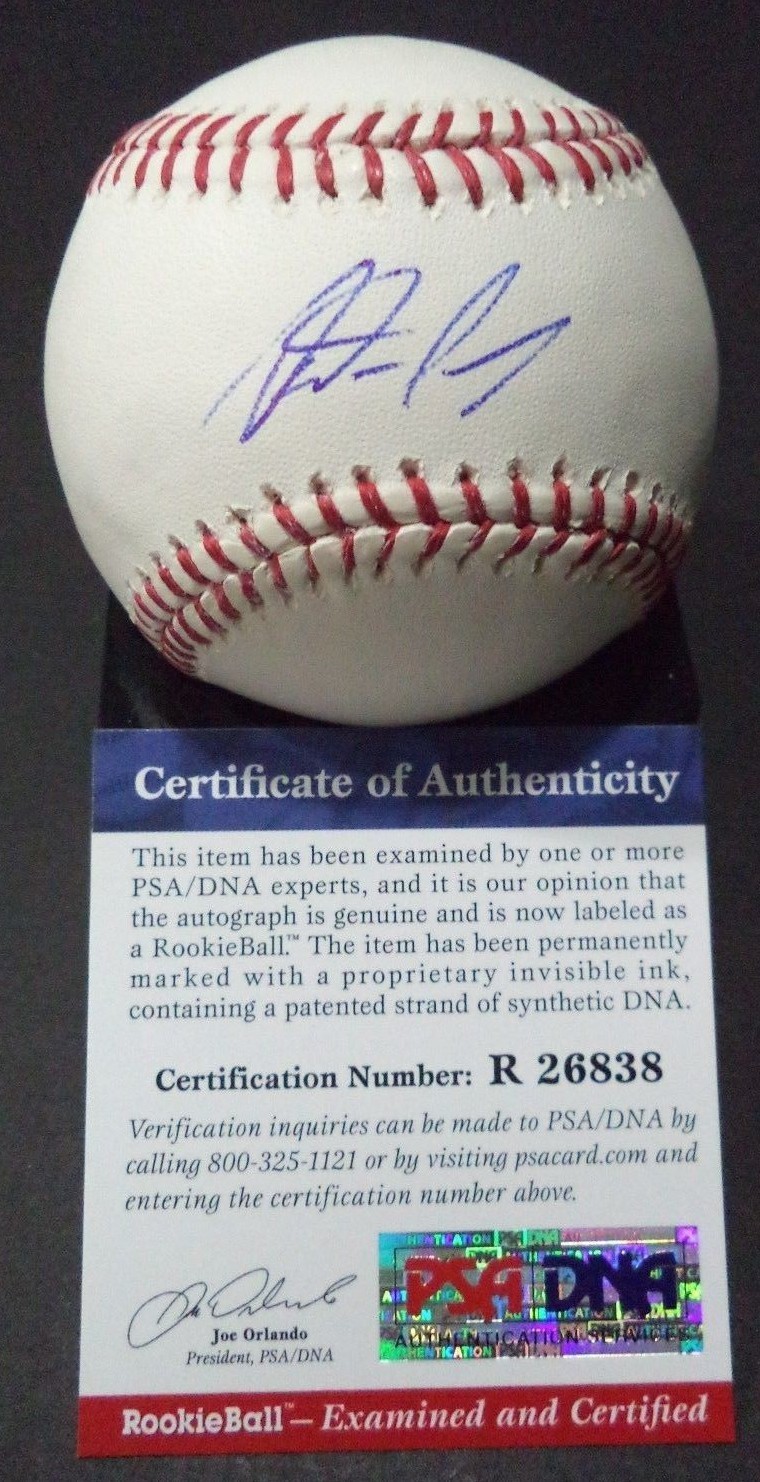 Certificate of Authenticity
This item has been examined by one or more
PSA/DNA experts, and it is our opinion that
the autograph is genuine and is now labeled as
a RookieBall.™ The item has been permanently
marked with a proprietary invisible ink,
containing a patented strand of synthetic DNA.
Certification Number: R 26838
Verification inquiries can be made to PSA/DNA by
calling 800-325-1121 or by visiting psacard.com and
entering the certification number above.
Joe Orlando
President, PSA/DNA
PSA DNA
AUTHENTICATION SERVICES
RookieBall™ – Examined and Certified